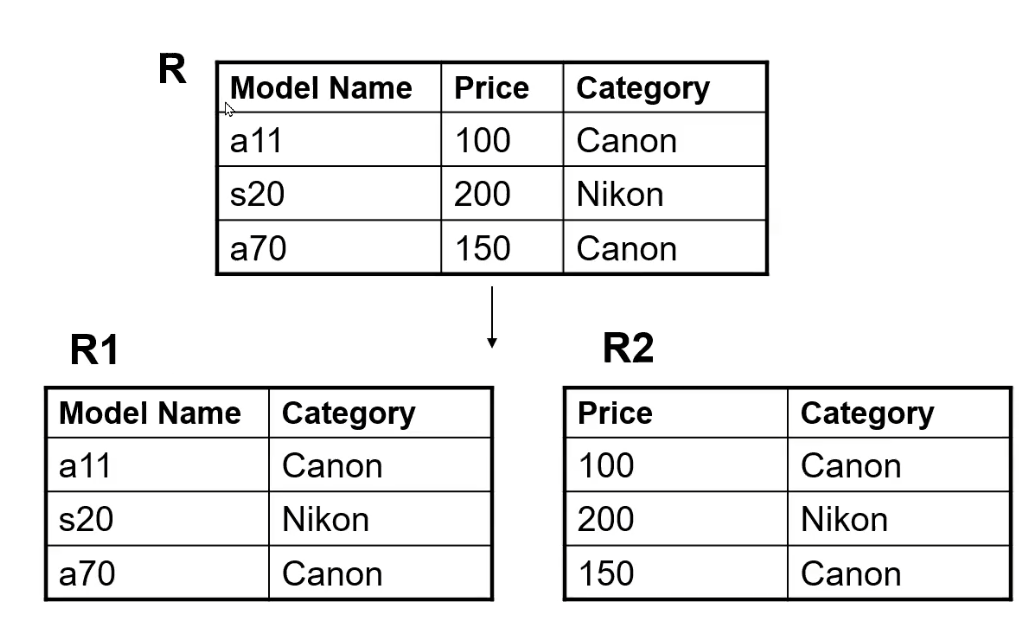 R
Model Name Price Category
a11 100 Canon
s20 200 Nikon
a70 150 Canon
R1
Model Name Category
a11 Canon
s20 Nikon
a70 Canon
R2
Price Category
100 Canon
200 Nikon
150 Canon